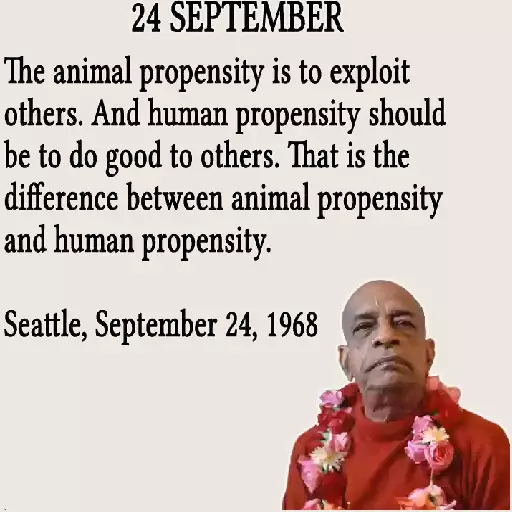 24 SEPTEMBER
The animal propensity is to exploit
others. And human propensity should
be to do good to others. That is the
difference between animal propensity
and human propensity.
Seattle, September 24, 1968